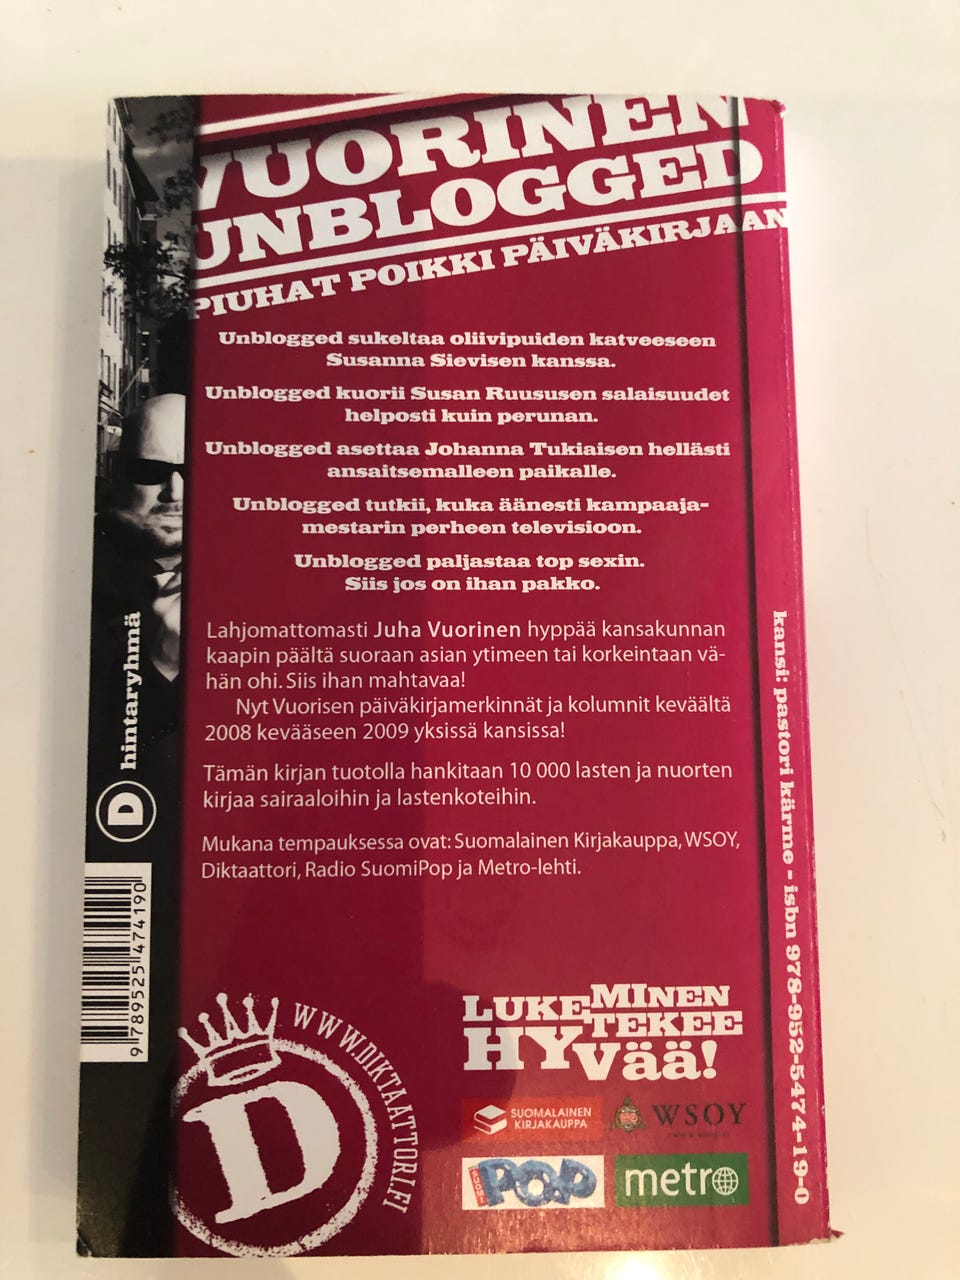 VUORINEN
UNBLOGGED
PIUHAT POIKKI PÄIVÄKIRJAAN
Unblogged sukeltaa oliivipuiden katveeseen
Susanna Sievisen kanssa.
Unblogged kuorii Susan Ruususen salaisuudet
helposti kuin perunan.
Unblogged asettaa Johanna Tukiaisen hellästi
ansaitsemalleen paikalle.
Unblogged tutkii, kuka äänesti kampaaja-
mestarin perheen televisioon.
Unblogged paljastaa top sexin.
Siis jos on ihan pakko.
Lahjomattomasti Juha Vuorinen hyppää kansakunnan
kaapin päältä suoraan asian ytimeen tai korkeintaan vä-
hän ohi. Siis ihan mahtavaa!
Nyt Vuorisen päiväkirjamerkinnät ja kolumnit keväältä
2008 kevääseen 2009 yksissä kansissa!
Tämän kirjan tuotolla hankitaan 10 000 lasten ja nuorten
kirjaa sairaaloihin ja lastenkoteihin.
Mukana tempauksessa ovat: Suomalainen Kirjakauppa, WSOY,
Diktaattori, Radio SuomiPop ja Metro-lehti.
D hintaryhmä
9 789525 474190
kansi: pastori kärme - isbn 978-952-5474-19-0
WWW.DIKTAATTORI.FI
D
LUKEMINEN
TEKEE
HYVÄÄ!
SUOMALAINEN
KIRJAKAUPPA
WSOY
SUOMI
POP
metro